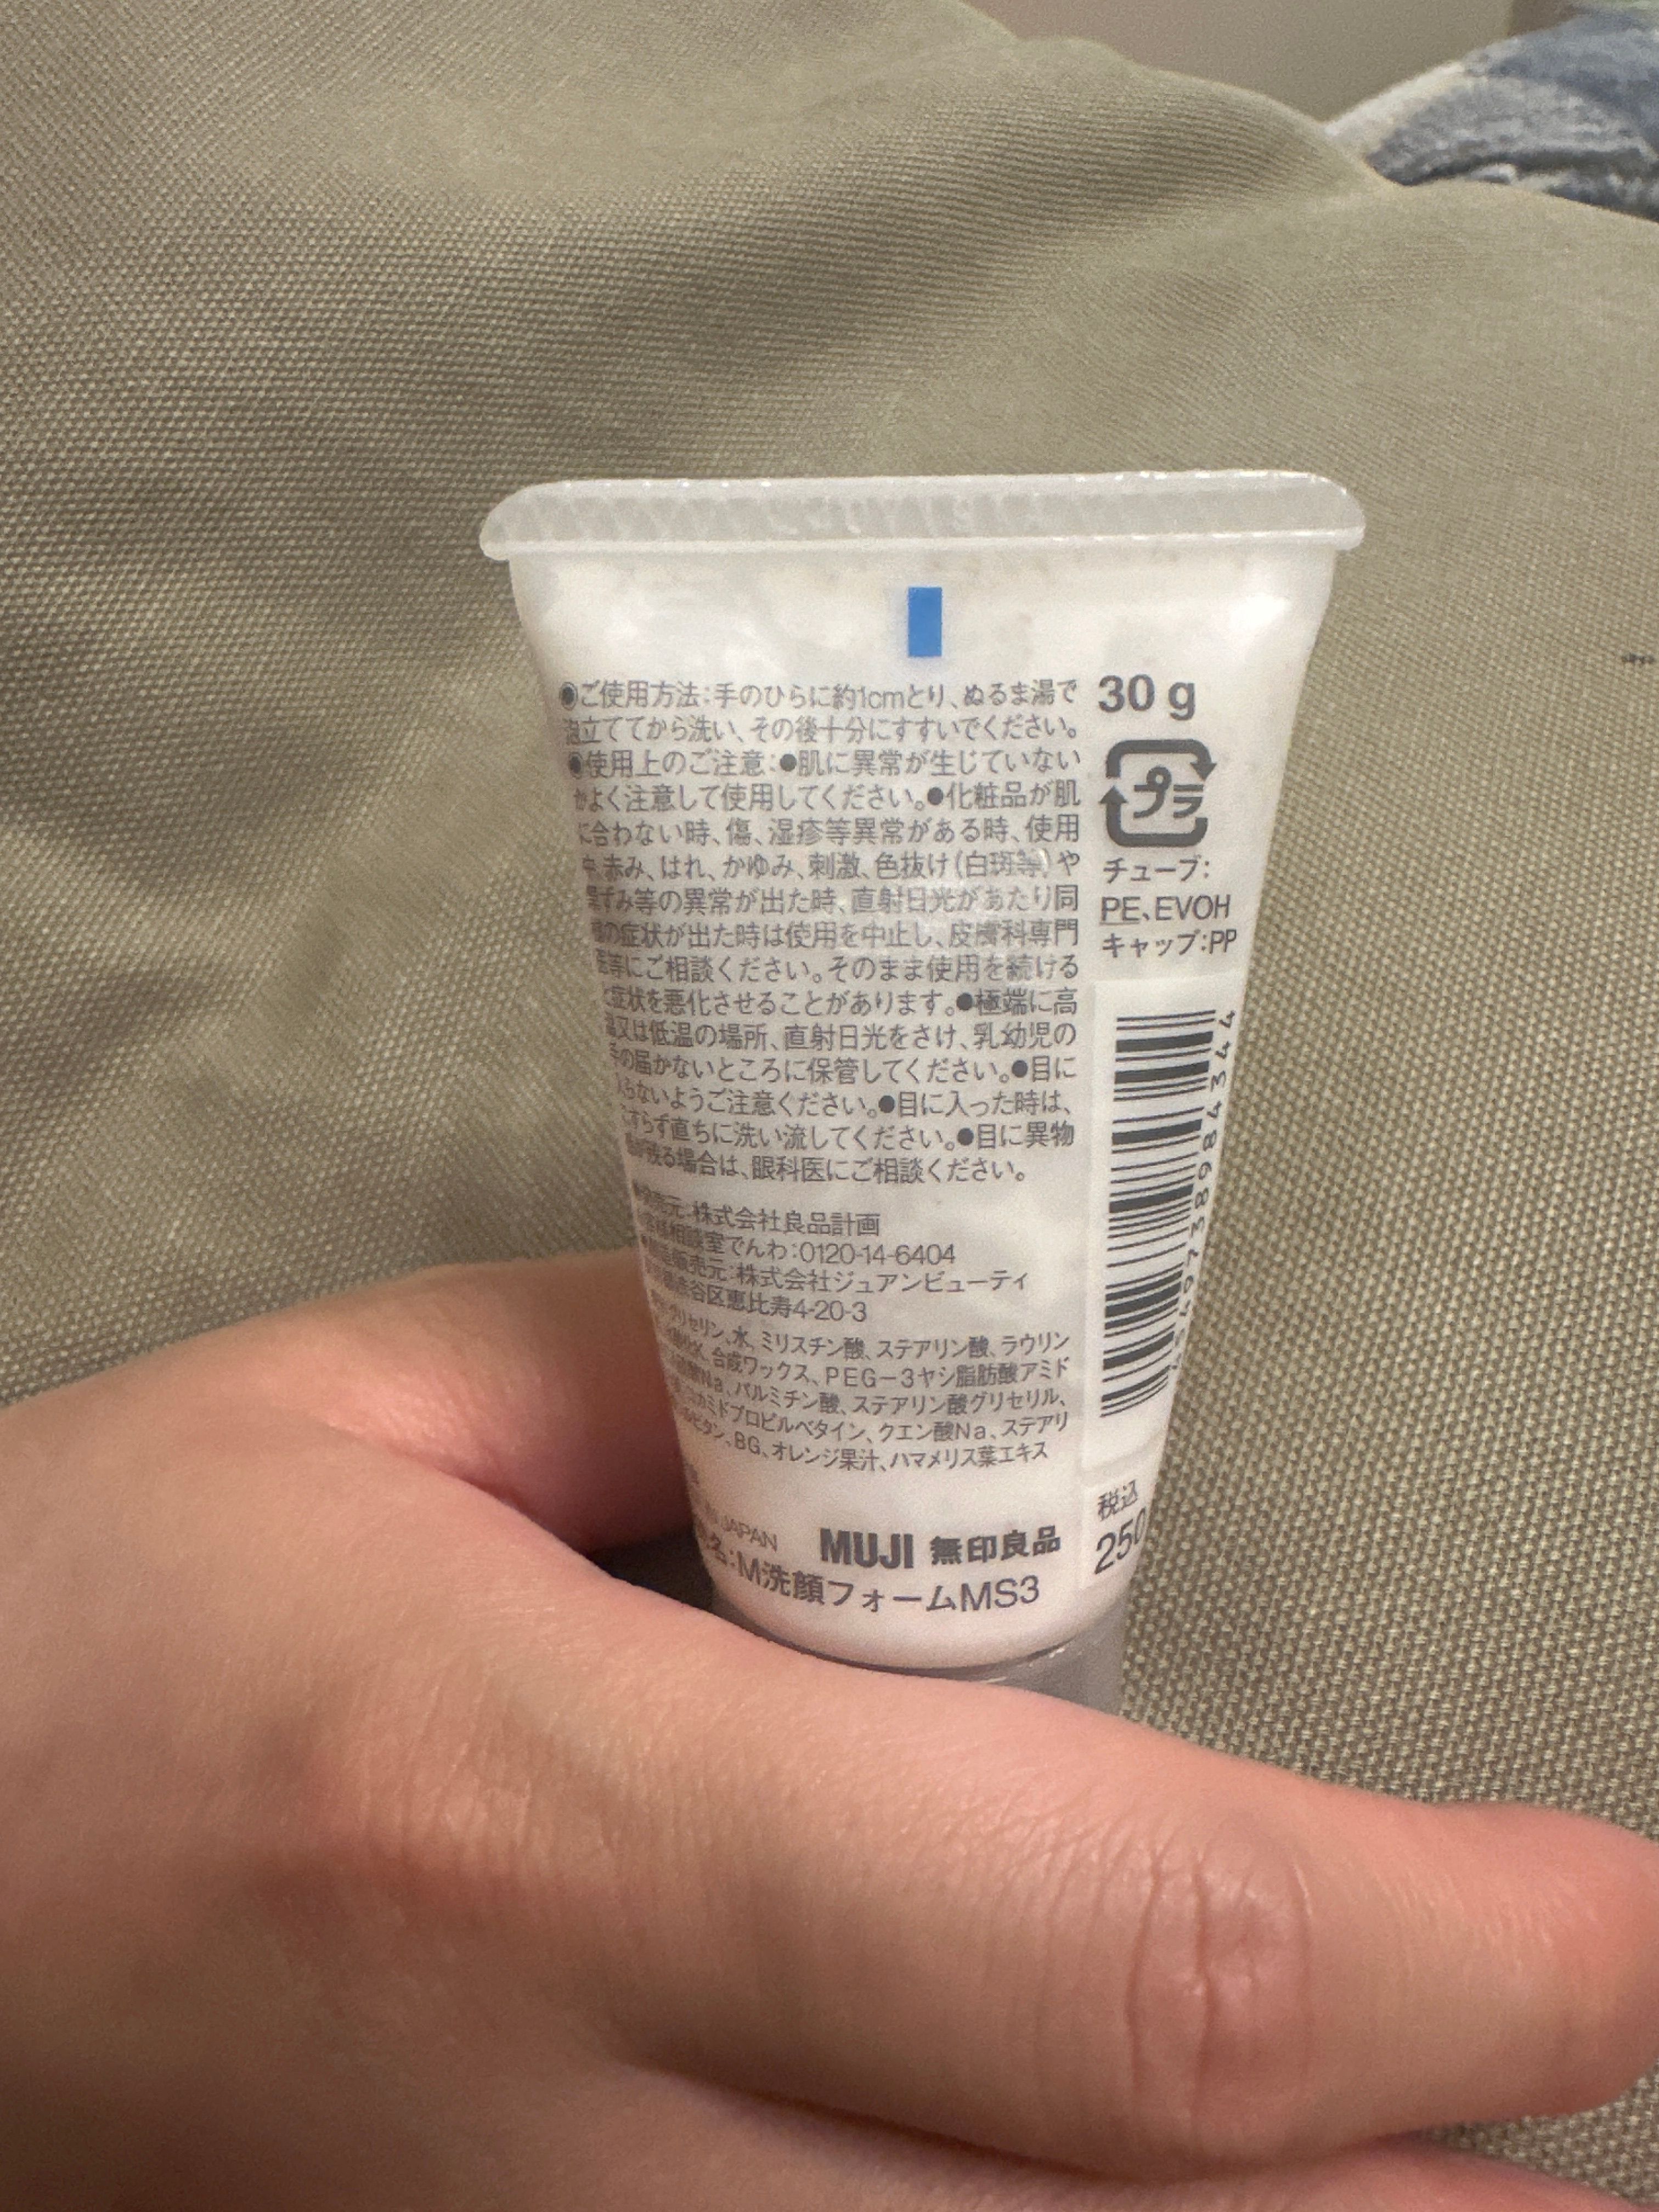 ◉ご使用方法:手のひらに約1cmとり、ぬるま湯で
泡立ててから洗い、その後十分にすすいでください。
◉使用上のご注意:●肌に異常が生じていない
かよく注意して使用してください。●化粧品が肌
に合わない時、傷、湿疹等異常がある時、使用
中、赤み、はれ、かゆみ、刺激、色抜け(白斑等)や
黒ずみ等の異常が出た時、直射日光があたり同
様の症状が出た時は使用を中止し、皮膚科専門
医等にご相談ください。そのまま使用を続ける
と症状を悪化させることがあります。●極端に高
温又は低温の場所、直射日光をさけ、乳幼児の
手の届かないところに保管してください。●目に
入らないようご注意ください。●目に入った時は、
こすらず直ちに洗い流してください。●目に異物
感が残る場合は、眼科医にご相談ください。
売元:株式会社良品計画
相談室でんわ:0120-14-6404
販売元:株式会社ジュアンビューティ
渋谷区恵比寿4-20-3
グリセリン、水、ミリスチン酸、ステアリン酸、ラウリン
合成ワックス、PEG-3ヤシ脂肪酸アミド
Na、パルミチン酸、ステアリン酸グリセリル、
コカミドプロピルベタイン、クエン酸Na、ステアリ
ルビタン、BG、オレンジ果汁、ハマメリス葉エキス
JAPAN
MUJI 無印良品
名:M洗顔フォームMS3
30g
プラ
チューブ:
PE、EVOH
キャップ:PP
税込
250